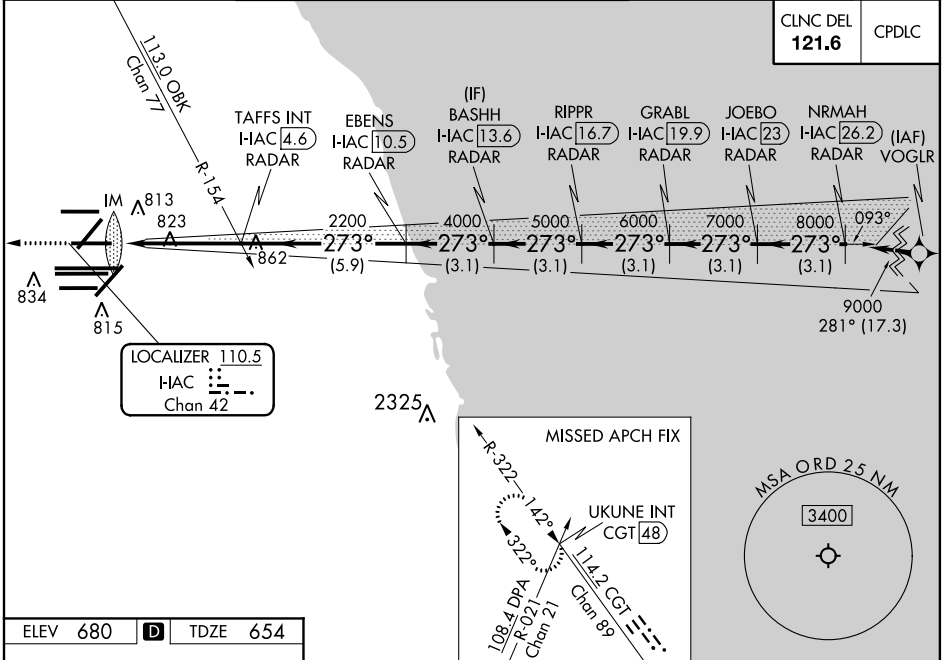 CLNC DEL
121.6
CPDLC
113.0 OBK
Chan 77
R-154
TAFFS INT
I-IAC 4.6
RADAR
EBENS
I-IAC 10.5
RADAR
(IF)
BASHH
I-IAC 13.6
RADAR
RIPPR
I-IAC 16.7
RADAR
GRABL
I-IAC 19.9
RADAR
JOEBO
I-IAC 23
RADAR
NRMAH
I-IAC 26.2
RADAR
(IAF)
VOGLR
IM
813
823
862
2200
4000
5000
6000
7000
8000
093°
273°
273°
273°
273°
273°
273°
(5.9)
(3.1)
(3.1)
(3.1)
(3.1)
(3.1)
9000
281° (17.3)
834
815
LOCALIZER 110.5
I-IAC
Chan 42
2325
MISSED APCH FIX
R-322
142°
322°
UKUNE INT
CGT 48
108.4 DPA
R-021
Chan 21
114.2 CGT
Chan 89
MSA ORD 25 NM
3400
ELEV 680 D TDZE 654